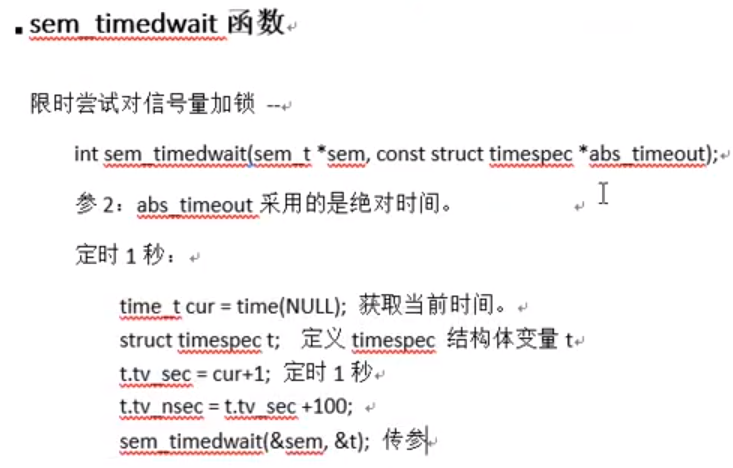 sem_timedwait 函数
限时尝试对信号量加锁 --
int sem_timedwait(sem_t *sem, const struct timespec *abs_timeout);
参 2：abs_timeout 采用的是绝对时间。
定时 1 秒：
time_t cur = time(NULL); 获取当前时间。
struct timespec t; 定义 timespec 结构体变量 t
t.tv_sec = cur+1; 定时 1 秒
t.tv_nsec = t.tv_sec +100;
sem_timedwait(&sem, &t); 传参